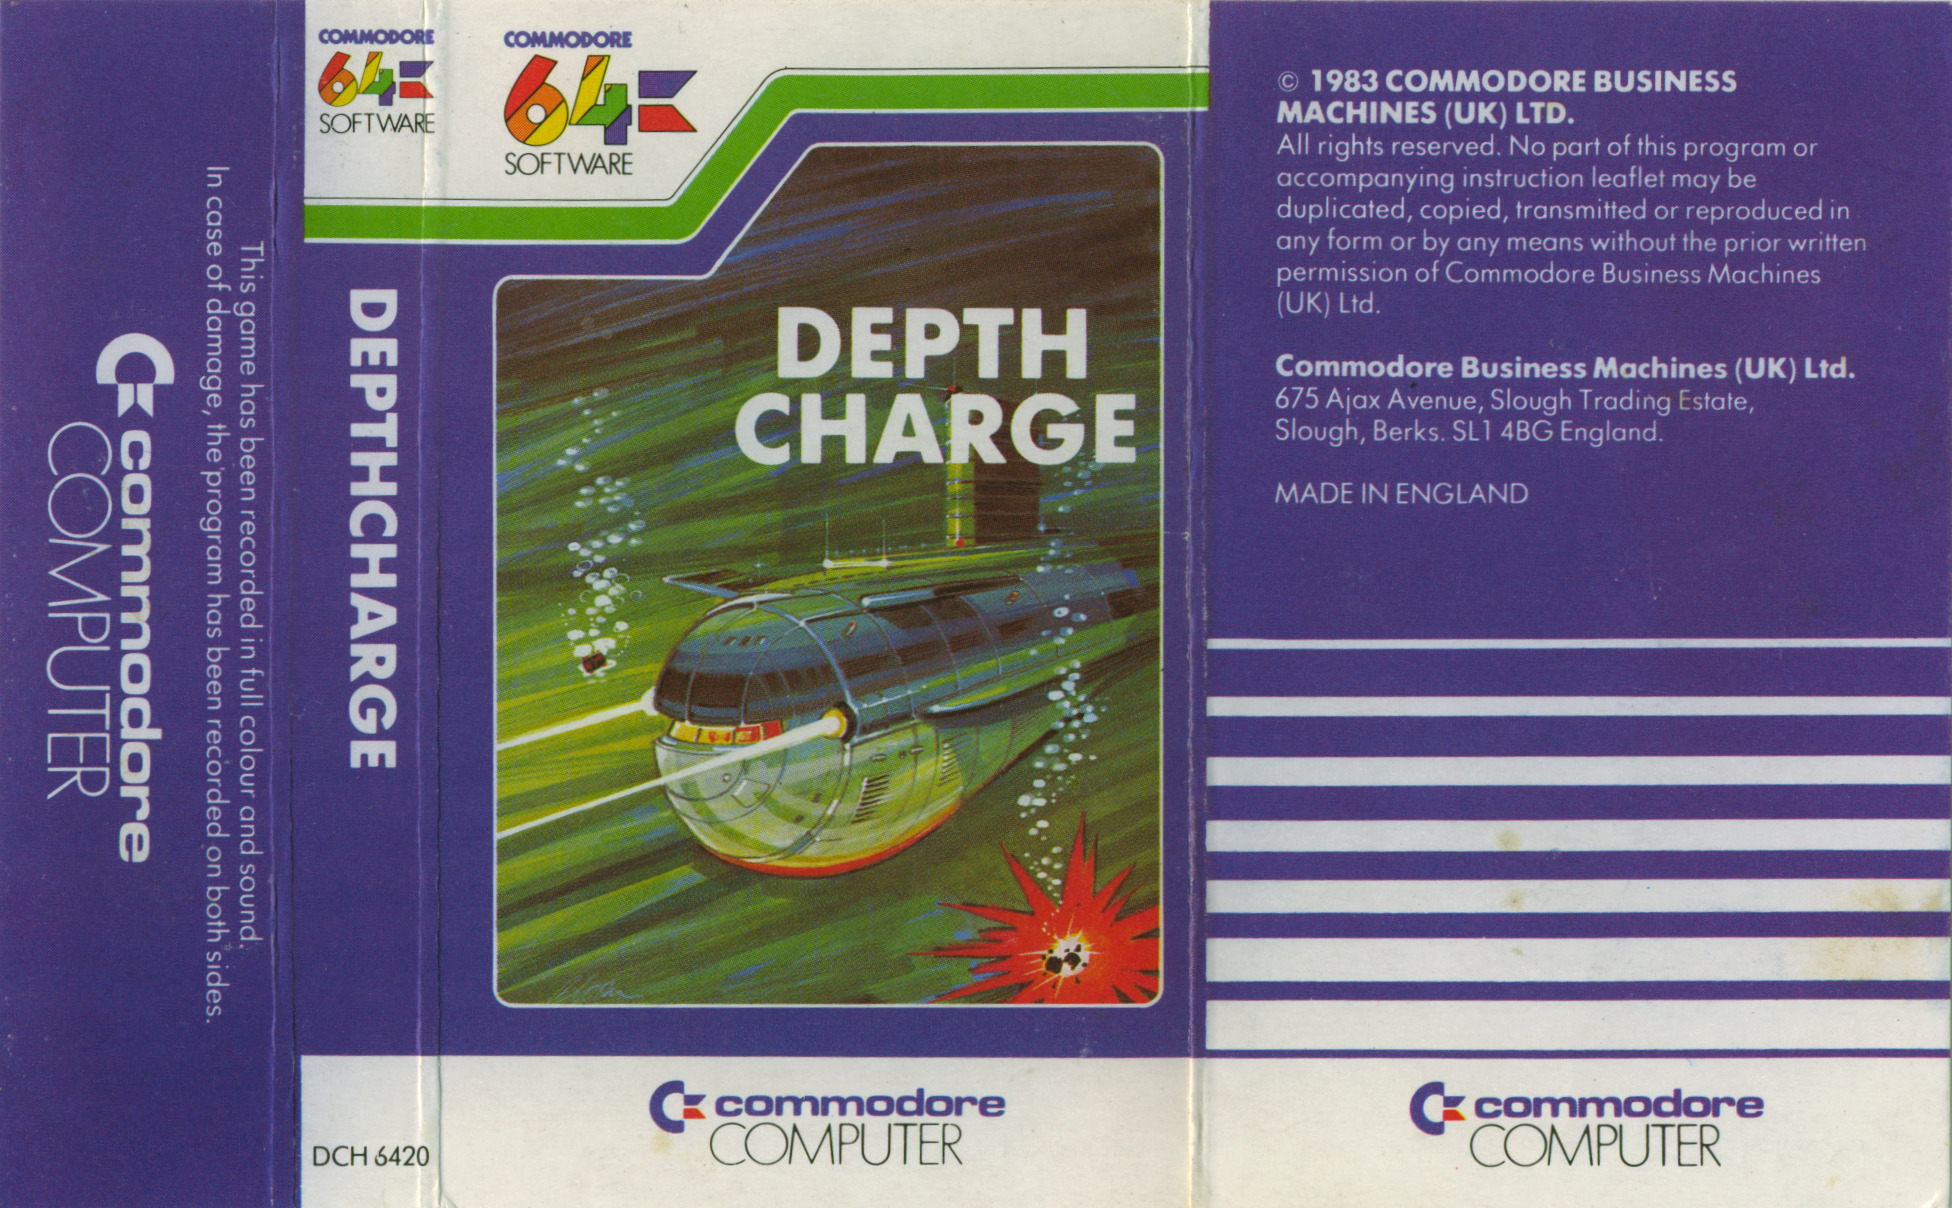 commodore
COMPUTER
This game has been recorded in full colour and sound.
In case of damage, the program has been recorded on both sides.
COMMODORE
64
SOFTWARE
DEPTHCHARGE
DCH 6420
COMMODORE
64
SOFTWARE
DEPTH
CHARGE
commodore
COMPUTER
© 1983 COMMODORE BUSINESS
MACHINES (UK) LTD.
All rights reserved. No part of this program or
accompanying instruction leaflet may be
duplicated, copied, transmitted or reproduced in
any form or by any means without the prior written
permission of Commodore Business Machines
(UK) Ltd.
Commodore Business Machines (UK) Ltd.
675 Ajax Avenue, Slough Trading Estate,
Slough, Berks. SL1 4BG England.
MADE IN ENGLAND
commodore
COMPUTER